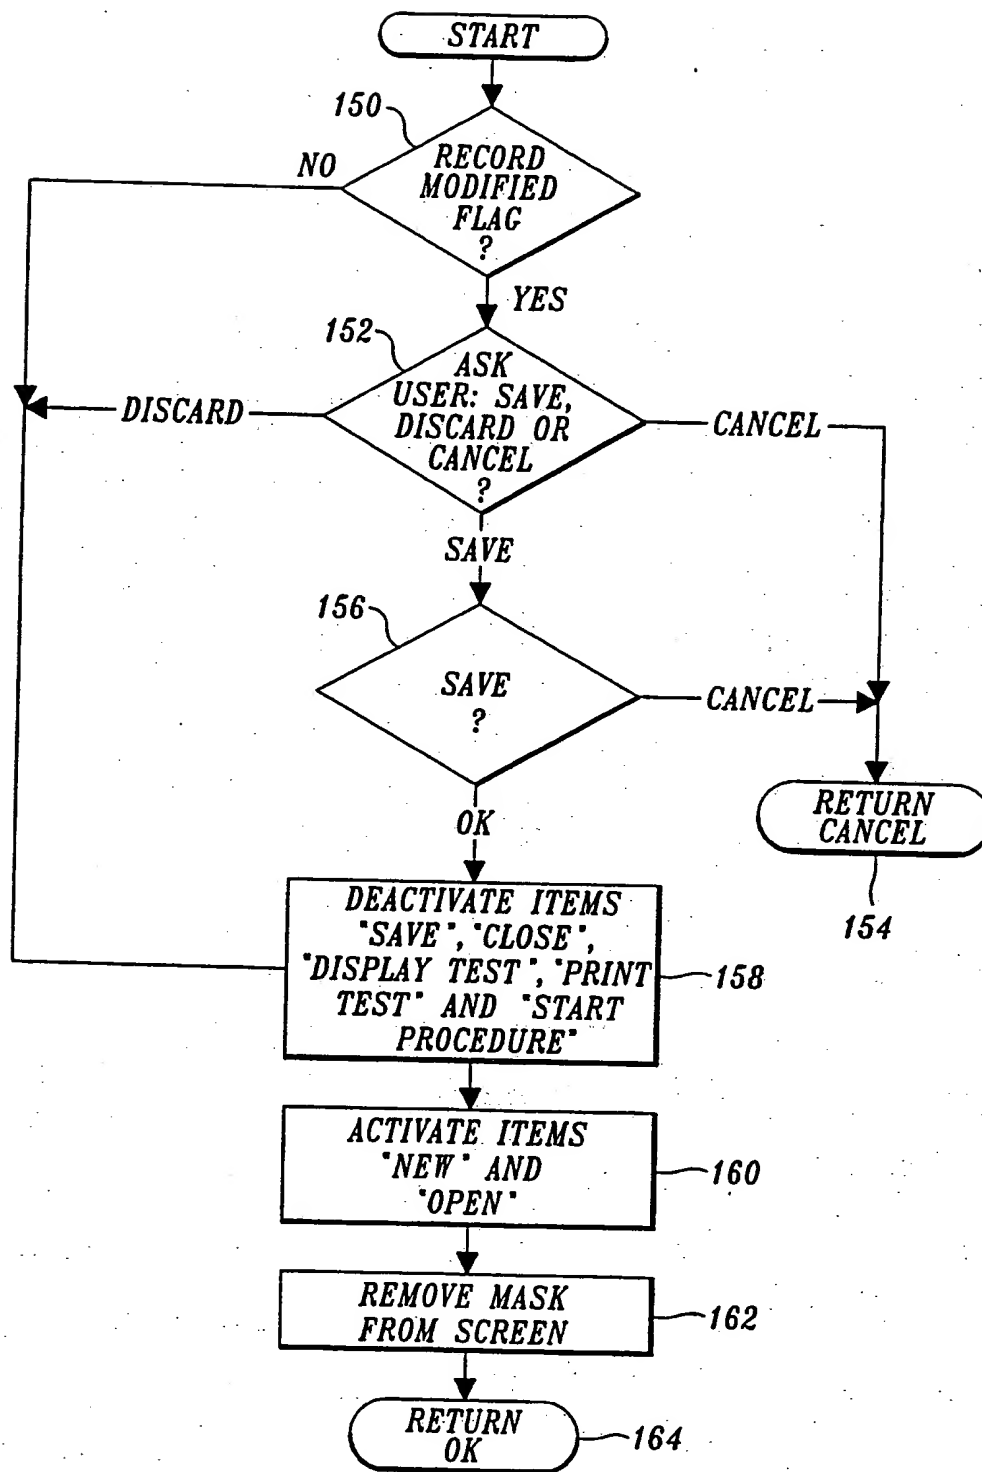 START
150
NO
RECORD
MODIFIED
FLAG
?
YES
152
ASK
USER: SAVE,
DISCARD OR
CANCEL
?
DISCARD
CANCEL
SAVE
156
SAVE
?
CANCEL
RETURN
CANCEL
154
OK
DEACTIVATE ITEMS
"SAVE", "CLOSE",
"DISPLAY TEST", "PRINT
TEST" AND "START
PROCEDURE"
158
ACTIVATE ITEMS
"NEW" AND
"OPEN"
160
REMOVE MASK
FROM SCREEN
162
RETURN
OK
164